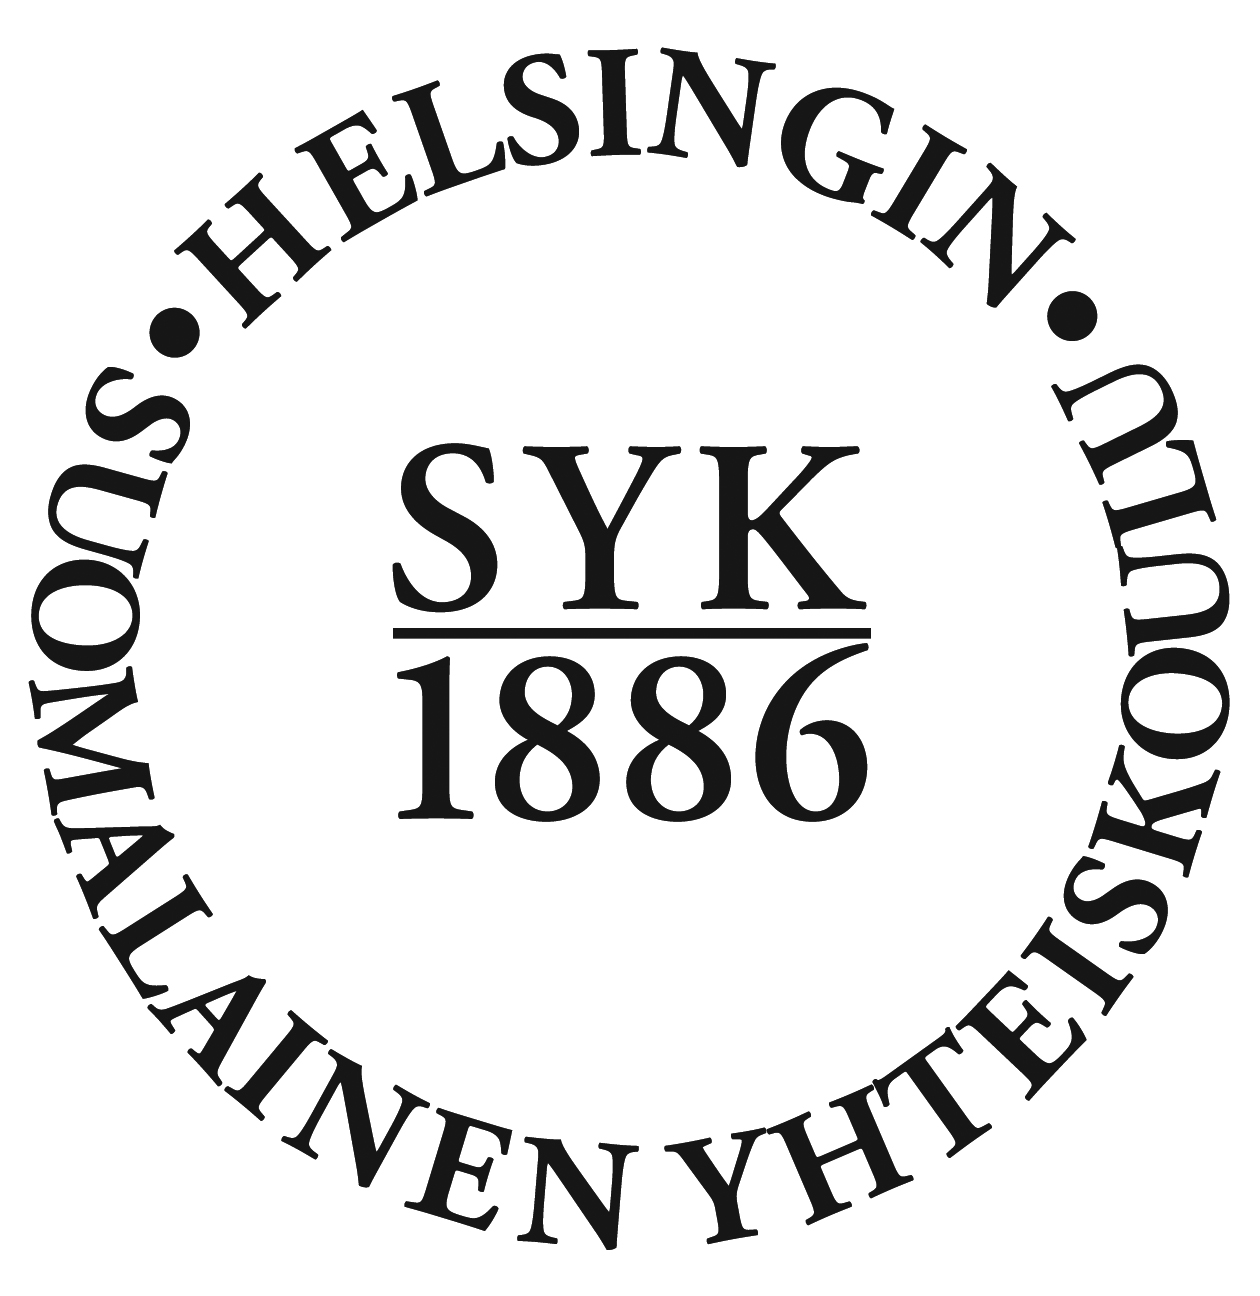 • HELSINGIN •
SUOMALAINEN YHTEISKOULU
SYK
1886